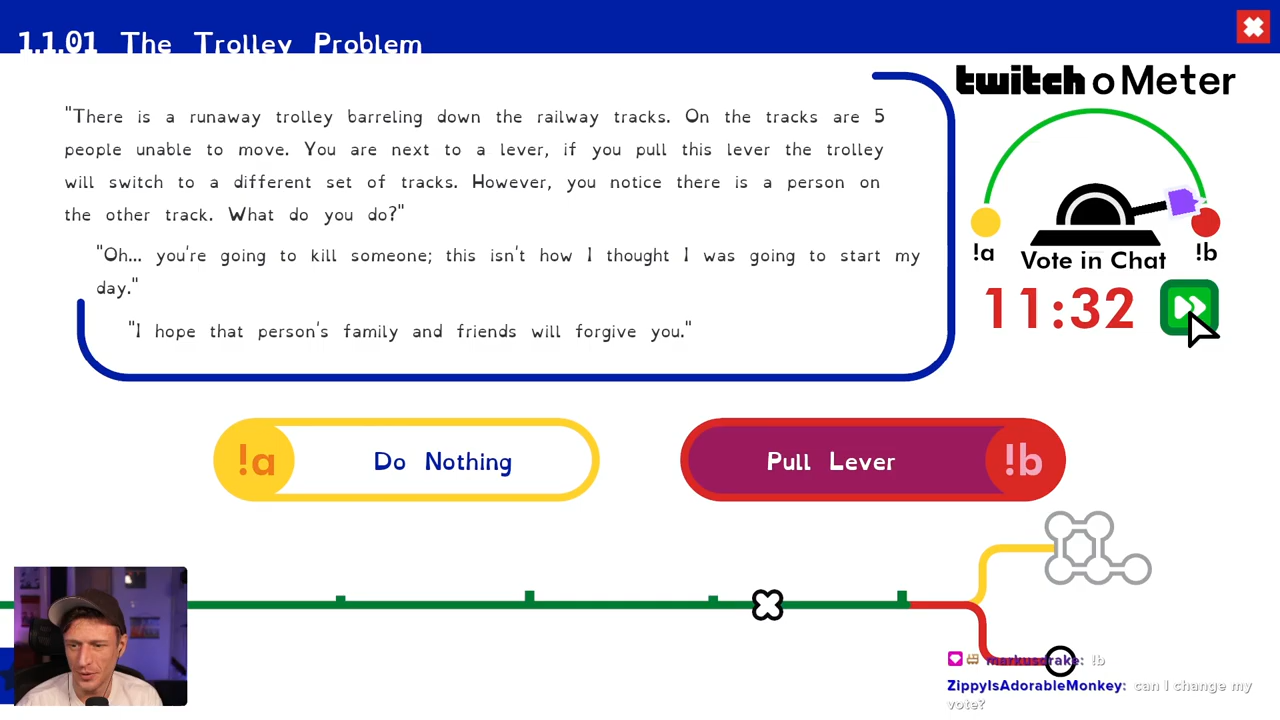 1.1.01 The Trolley Problem
twitch o Meter
"There is a runaway trolley barreling down the railway tracks. On the tracks are 5
people unable to move. You are next to a lever, if you pull this lever the trolley
will switch to a different set of tracks. However, you notice there is a person on
the other track. What do you do?"
"Oh... you're going to kill someone; this isn't how I thought I was going to start my
day."
"I hope that person's family and friends will forgive you."
!a
!b
Vote in Chat
11:32
!a Do Nothing
Pull Lever !b
markusdrake: !b
ZippyIsAdorableMonkey: can I change my
vote?